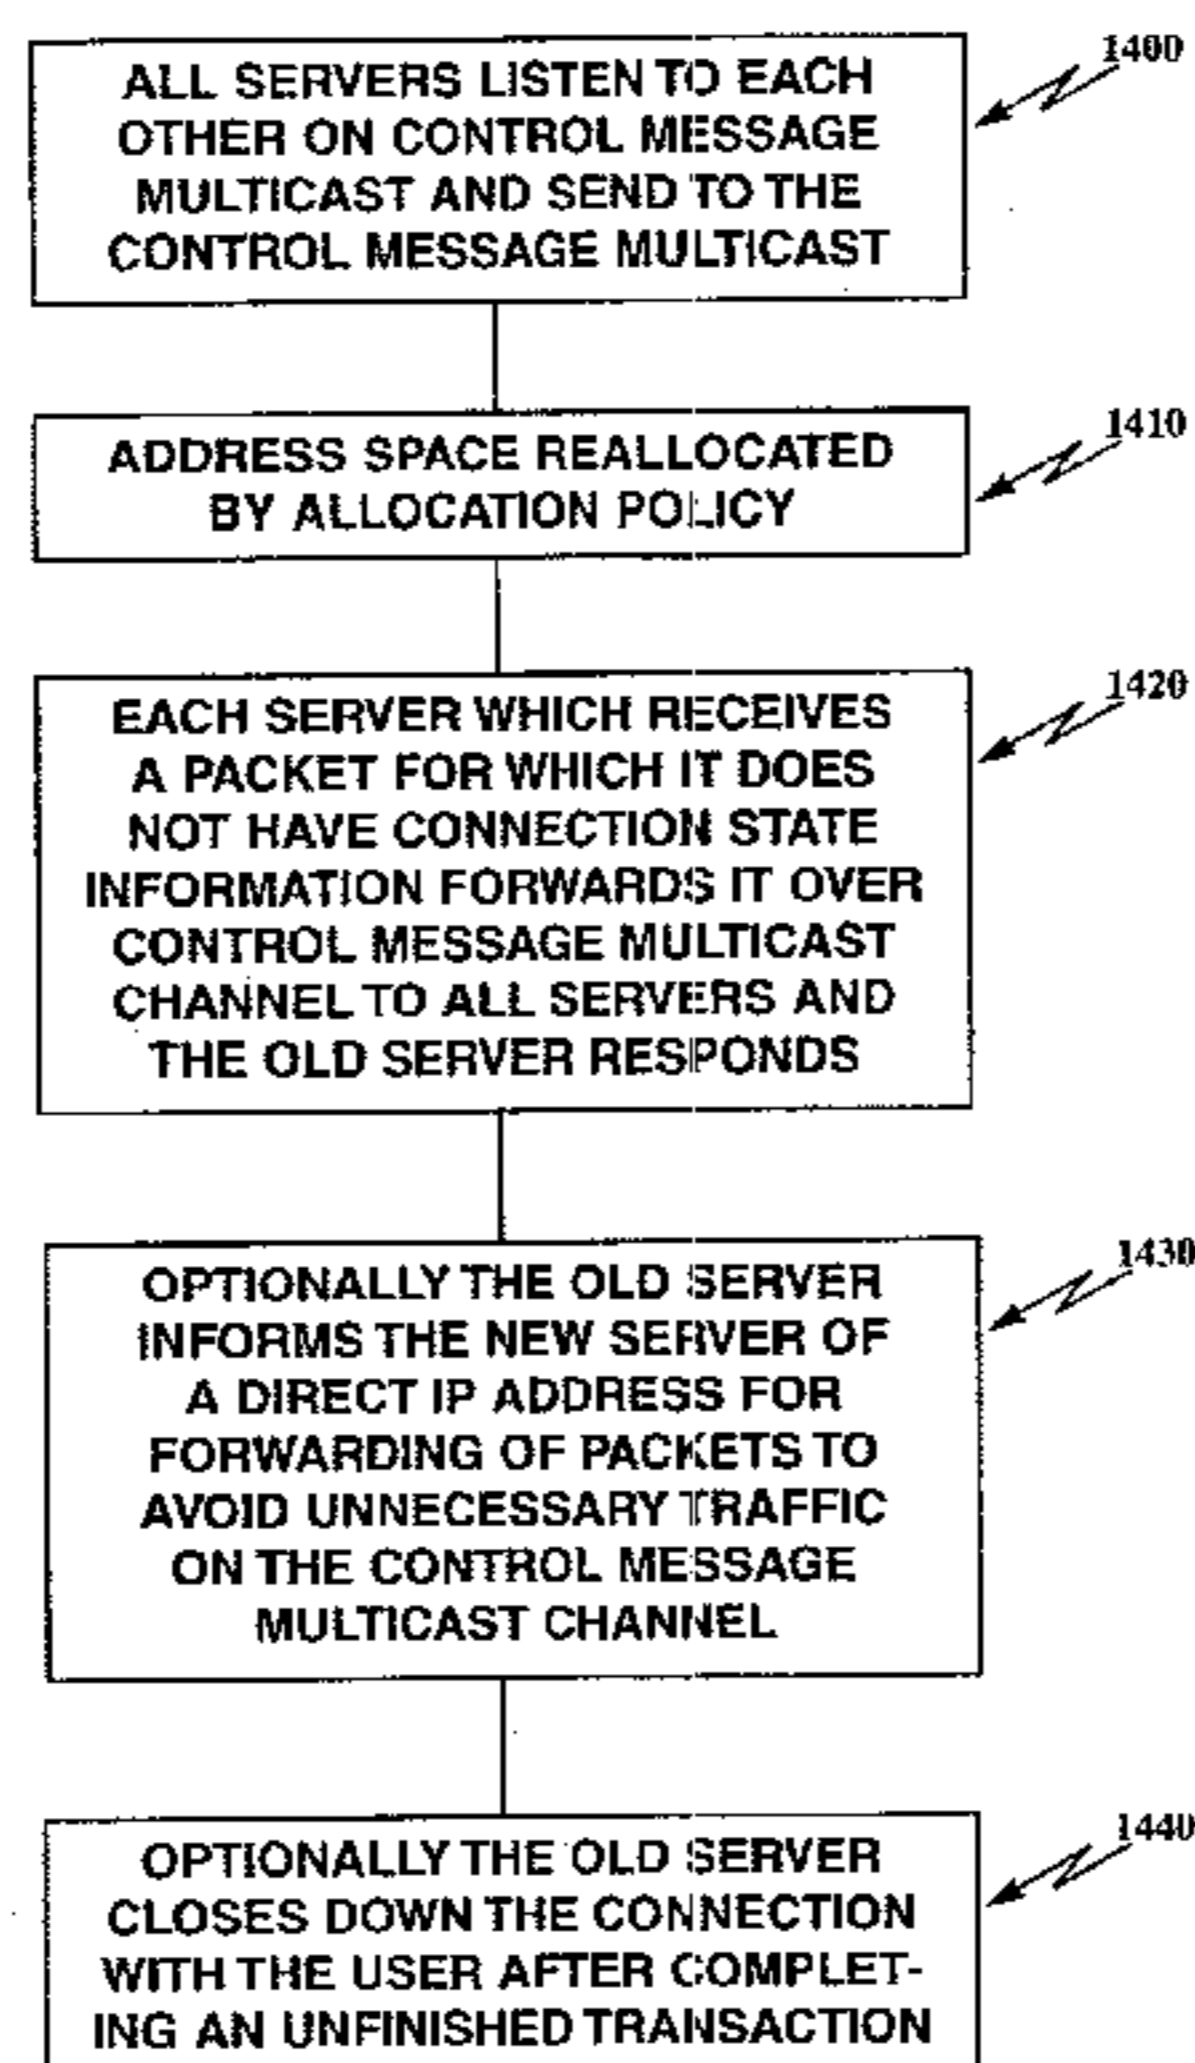 1400
ALL SERVERS LISTEN TO EACH
OTHER ON CONTROL MESSAGE
MULTICAST AND SEND TO THE
CONTROL MESSAGE MULTICAST
1410
ADDRESS SPACE REALLOCATED
BY ALLOCATION POLICY
1420
EACH SERVER WHICH RECEIVES
A PACKET FOR WHICH IT DOES
NOT HAVE CONNECTION STATE
INFORMATION FORWARDS IT OVER
CONTROL MESSAGE MULTICAST
CHANNEL TO ALL SERVERS AND
THE OLD SERVER RESPONDS
1430
OPTIONALLY THE OLD SERVER
INFORMS THE NEW SERVER OF
A DIRECT IP ADDRESS FOR
FORWARDING OF PACKETS TO
AVOID UNNECESSARY TRAFFIC
ON THE CONTROL MESSAGE
MULTICAST CHANNEL
1440
OPTIONALLY THE OLD SERVER
CLOSES DOWN THE CONNECTION
WITH THE USER AFTER COMPLET-
ING AN UNFINISHED TRANSACTION